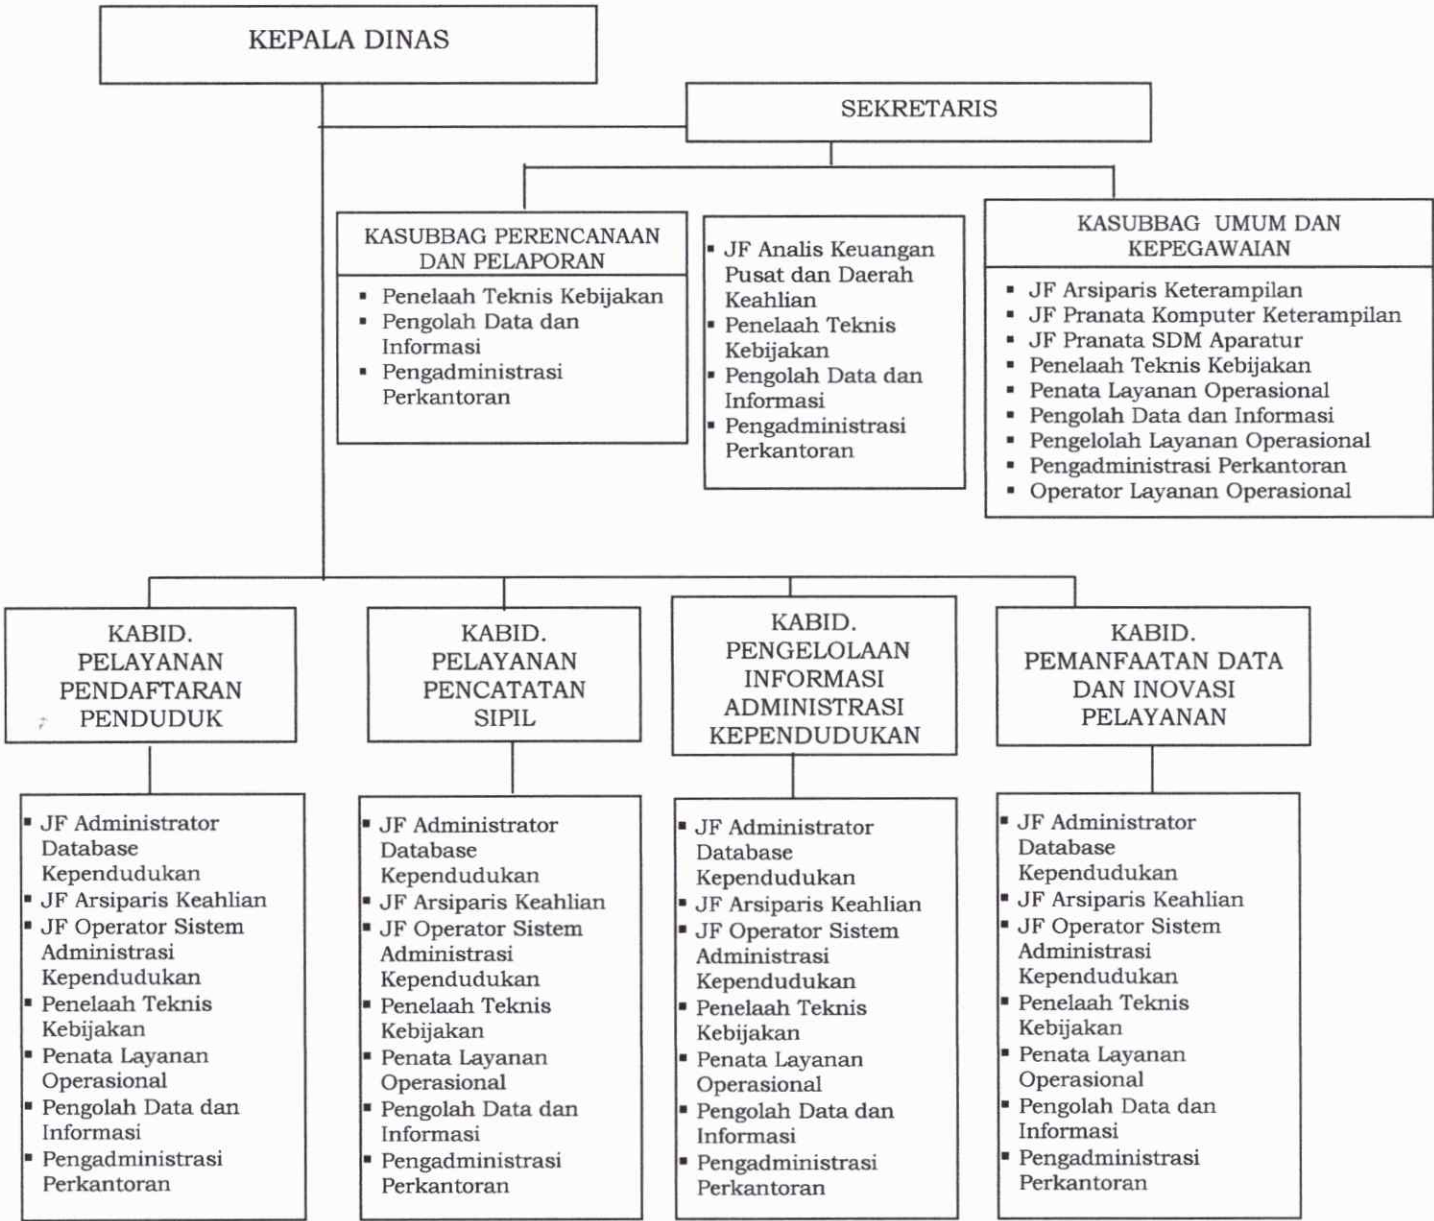 KEPALA DINAS
SEKRETARIS
KASUBBAG PERENCANAAN
DAN PELAPORAN
▪ Penelaah Teknis Kebijakan
▪ Pengolah Data dan
Informasi
▪ Pengadministrasi
Perkantoran
▪ JF Analis Keuangan
Pusat dan Daerah
Keahlian
▪ Penelaah Teknis
Kebijakan
▪ Pengolah Data dan
Informasi
▪ Pengadministrasi
Perkantoran
KASUBBAG UMUM DAN
KEPEGAWAIAN
▪ JF Arsiparis Keterampilan
▪ JF Pranata Komputer Keterampilan
▪ JF Pranata SDM Aparatur
▪ Penelaah Teknis Kebijakan
▪ Penata Layanan Operasional
▪ Pengolah Data dan Informasi
▪ Pengelolah Layanan Operasional
▪ Pengadministrasi Perkantoran
▪ Operator Layanan Operasional
KABID.
PELAYANAN
PENDAFTARAN
PENDUDUK
KABID.
PELAYANAN
PENCATATAN
SIPIL
KABID.
PENGELOLAAN
INFORMASI
ADMINISTRASI
KEPENDUDUKAN
KABID.
PEMANFAATAN DATA
DAN INOVASI
PELAYANAN
▪ JF Administrator
Database
Kependudukan
▪ JF Arsiparis Keahlian
▪ JF Operator Sistem
Administrasi
Kependudukan
▪ Penelaah Teknis
Kebijakan
▪ Penata Layanan
Operasional
▪ Pengolah Data dan
Informasi
▪ Pengadministrasi
Perkantoran
▪ JF Administrator
Database
Kependudukan
▪ JF Arsiparis Keahlian
▪ JF Operator Sistem
Administrasi
Kependudukan
▪ Penelaah Teknis
Kebijakan
▪ Penata Layanan
Operasional
▪ Pengolah Data dan
Informasi
▪ Pengadministrasi
Perkantoran
▪ JF Administrator
Database
Kependudukan
▪ JF Arsiparis Keahlian
▪ JF Operator Sistem
Administrasi
Kependudukan
▪ Penelaah Teknis
Kebijakan
▪ Penata Layanan
Operasional
▪ Pengolah Data dan
Informasi
▪ Pengadministrasi
Perkantoran
▪ JF Administrator
Database
Kependudukan
▪ JF Arsiparis Keahlian
▪ JF Operator Sistem
Administrasi
Kependudukan
▪ Penelaah Teknis
Kebijakan
▪ Penata Layanan
Operasional
▪ Pengolah Data dan
Informasi
▪ Pengadministrasi
Perkantoran